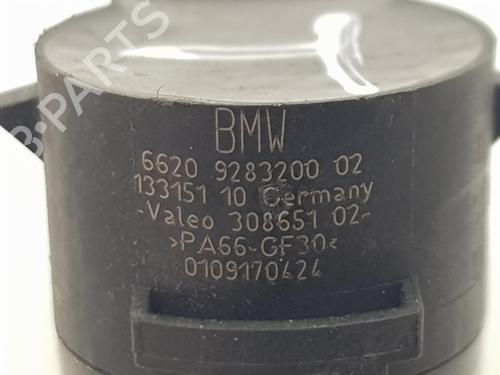 B-PARTS
BMW
6620 9283200 02
133151 10 Germany
-Valeo 308651 02-
>PA66-GF30<
0109170424